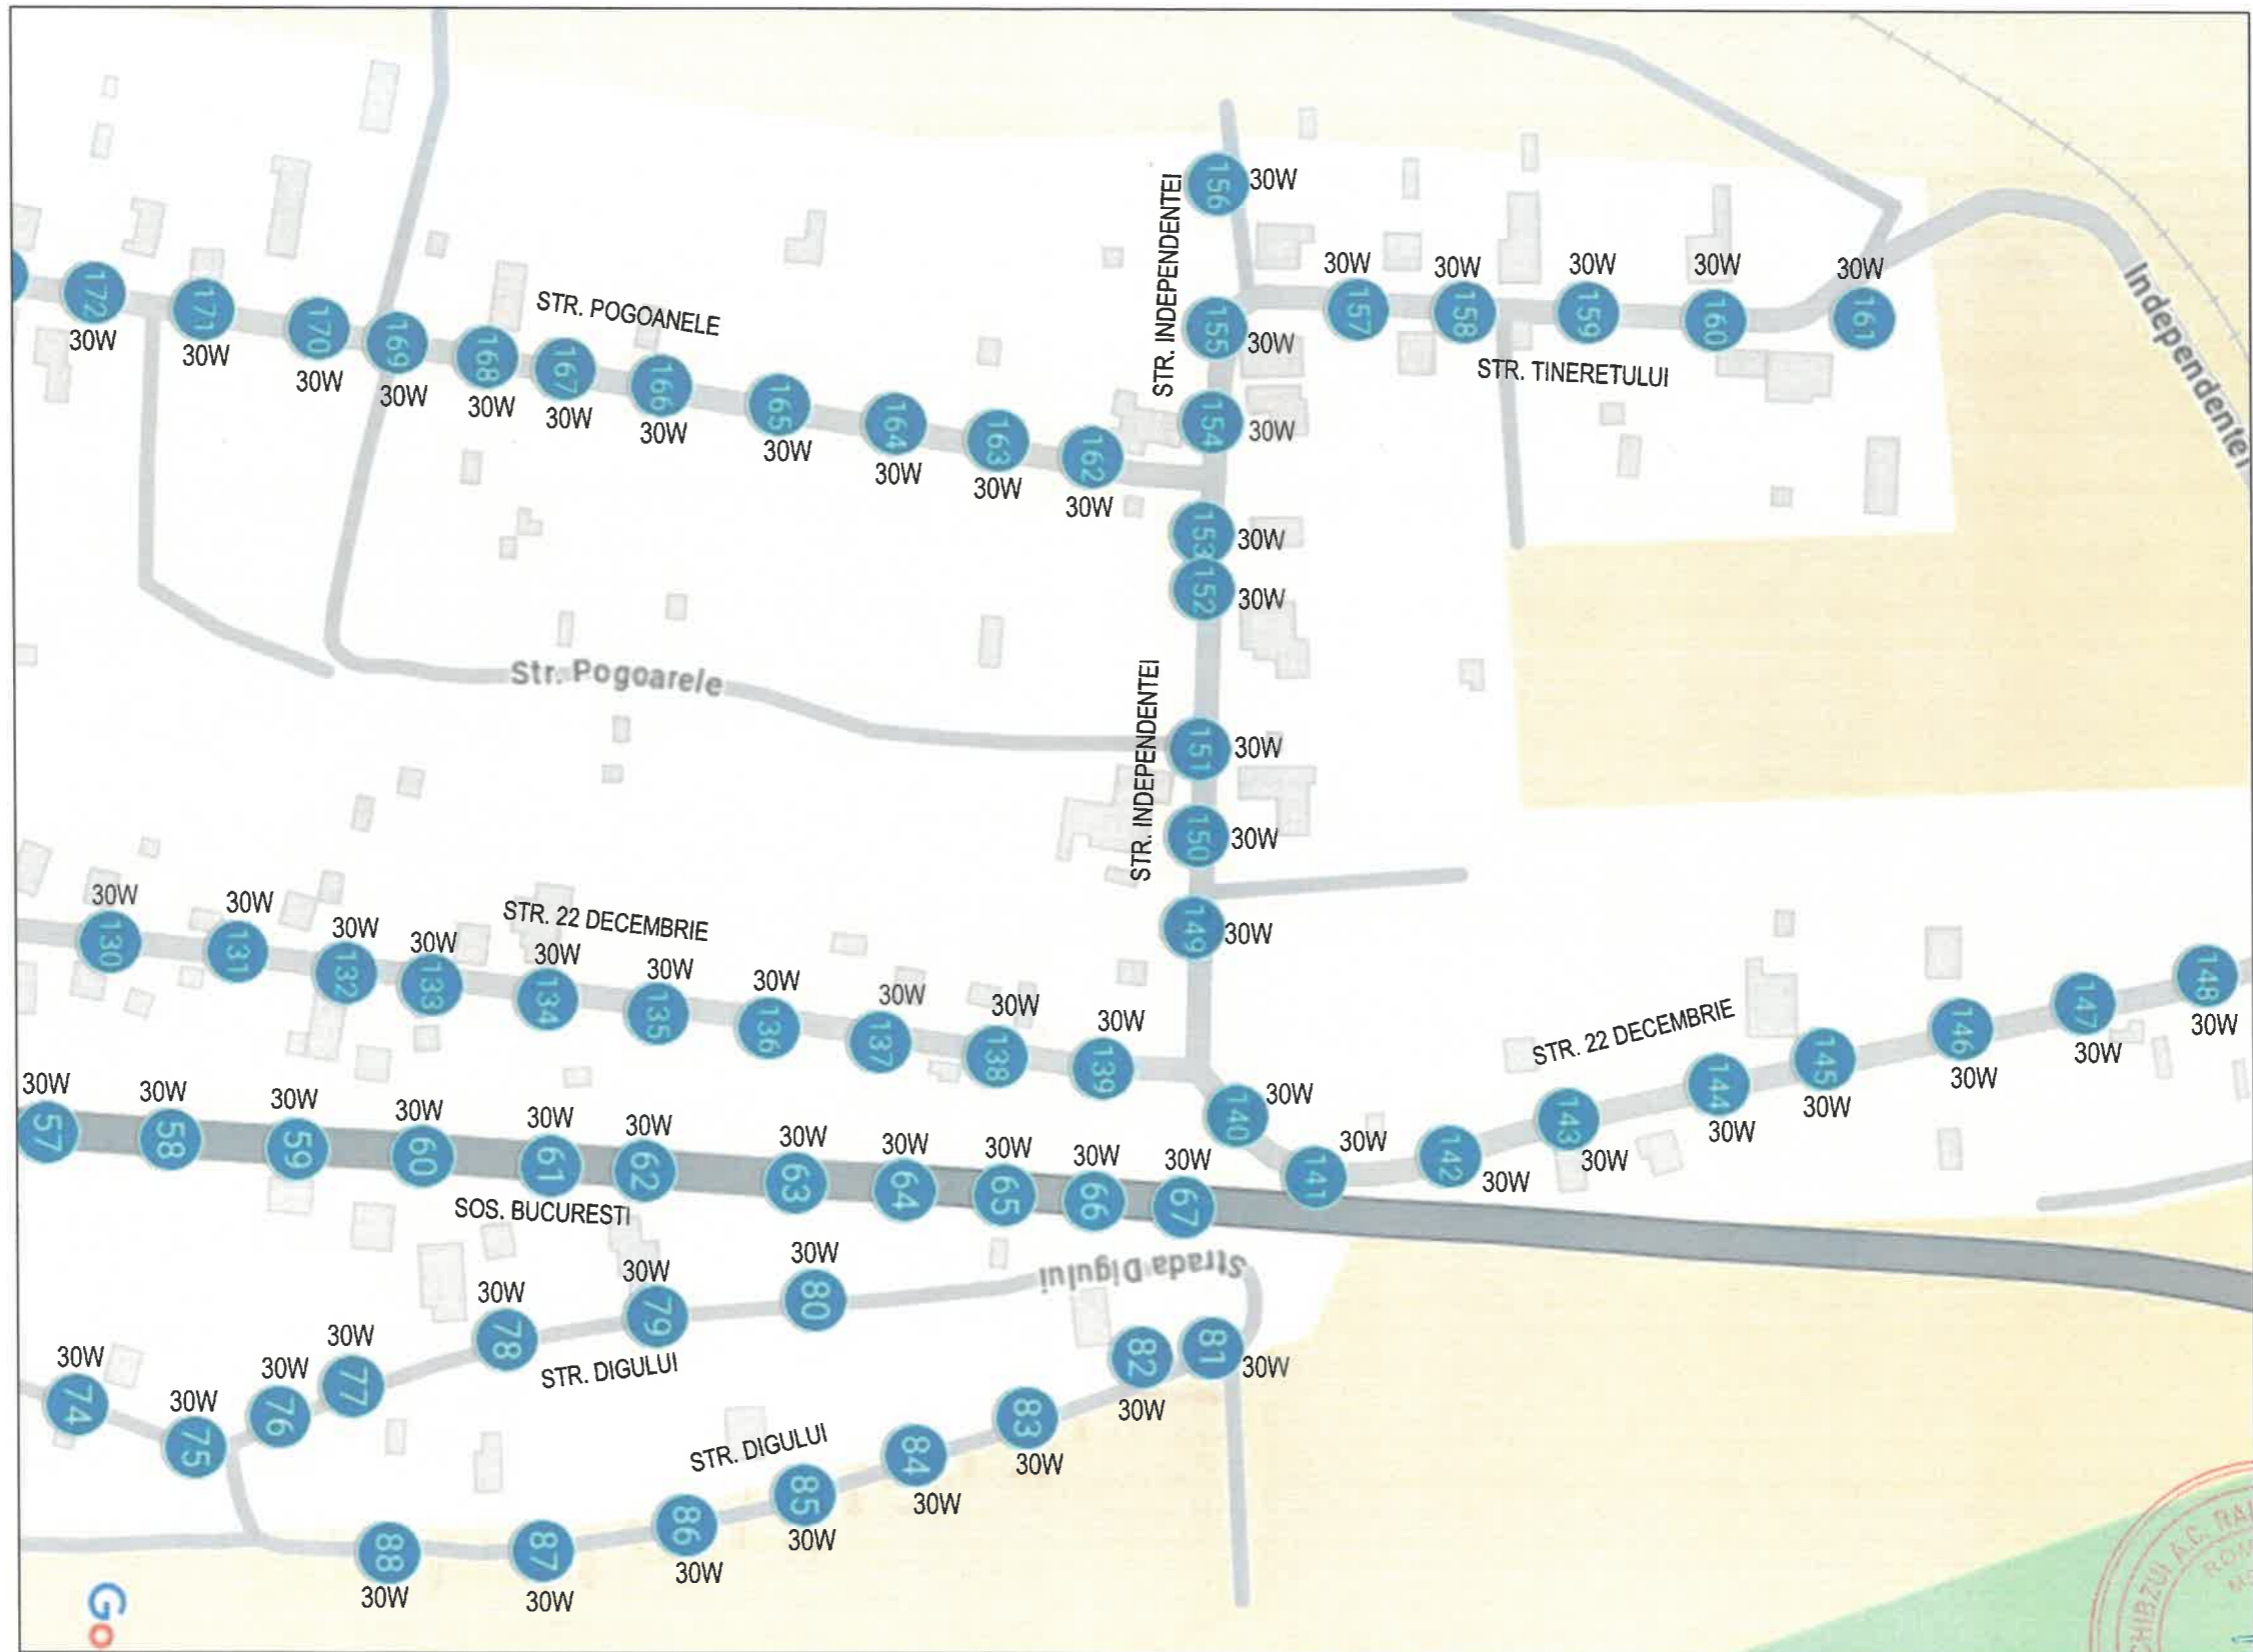 156 30W
STR. INDEPENDENTEI
30W 30W 30W 30W 30W
157 158 159 160 161
Independentei
STR. TINERETULUI
155 30W
154 30W
172 171 170 169 168 167 166 165 164 163 162
30W 30W 30W 30W 30W 30W 30W 30W 30W 30W 30W
STR. POGOANELE
153 30W
152 30W
Str. Pogoarele
STR. INDEPENDENTEI
151 30W
150 30W
149 30W
30W 30W 30W 30W 30W 30W 30W 30W 30W 30W
130 131 132 133 134 135 136 137 138 139
STR. 22 DECEMBRIE
140 30W
141 30W
STR. 22 DECEMBRIE
142 143 144 145 146 147 148
30W 30W 30W 30W 30W 30W 30W
30W 30W 30W 30W 30W 30W 30W 30W 30W 30W 30W
57 58 59 60 61 62 63 64 65 66 67
SOS. BUCURESTI
Strada Digului
30W 30W 30W 30W 30W 30W 30W
74 75 76 77 78 79 80
STR. DIGULUI
81 30W
82 30W
STR. DIGULUI
88 87 86 85 84 83
30W 30W 30W 30W 30W 30W
Go
CHIBZUI A.C.